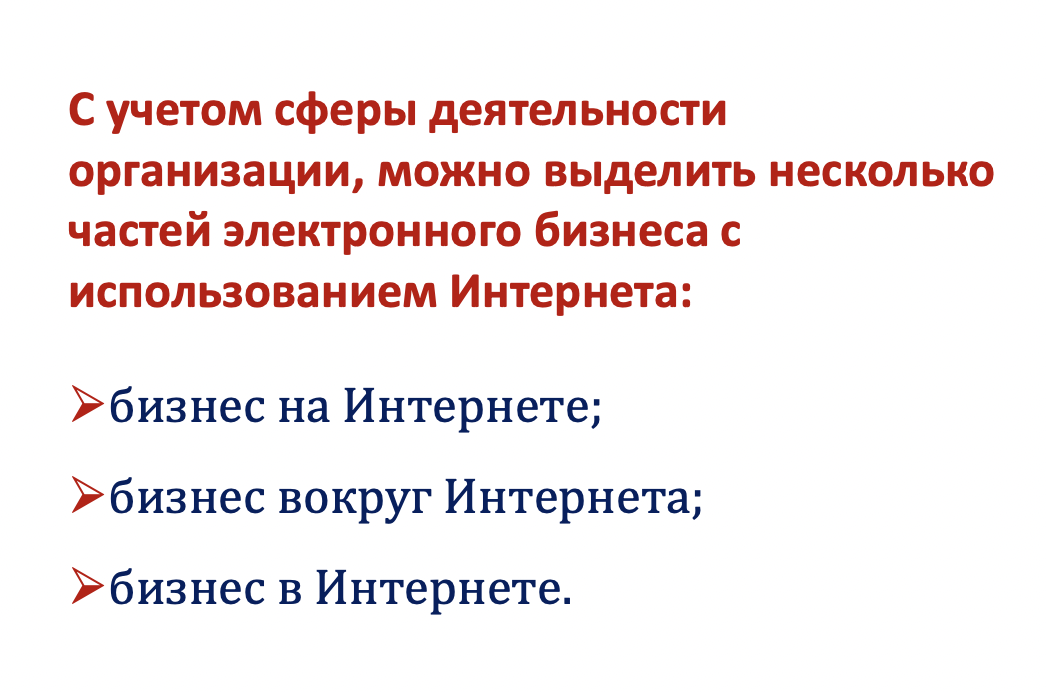 С учетом сферы деятельности
организации, можно выделить несколько
частей электронного бизнеса с
использованием Интернета:
➢бизнес на Интернете;
➢бизнес вокруг Интернета;
➢бизнес в Интернете.